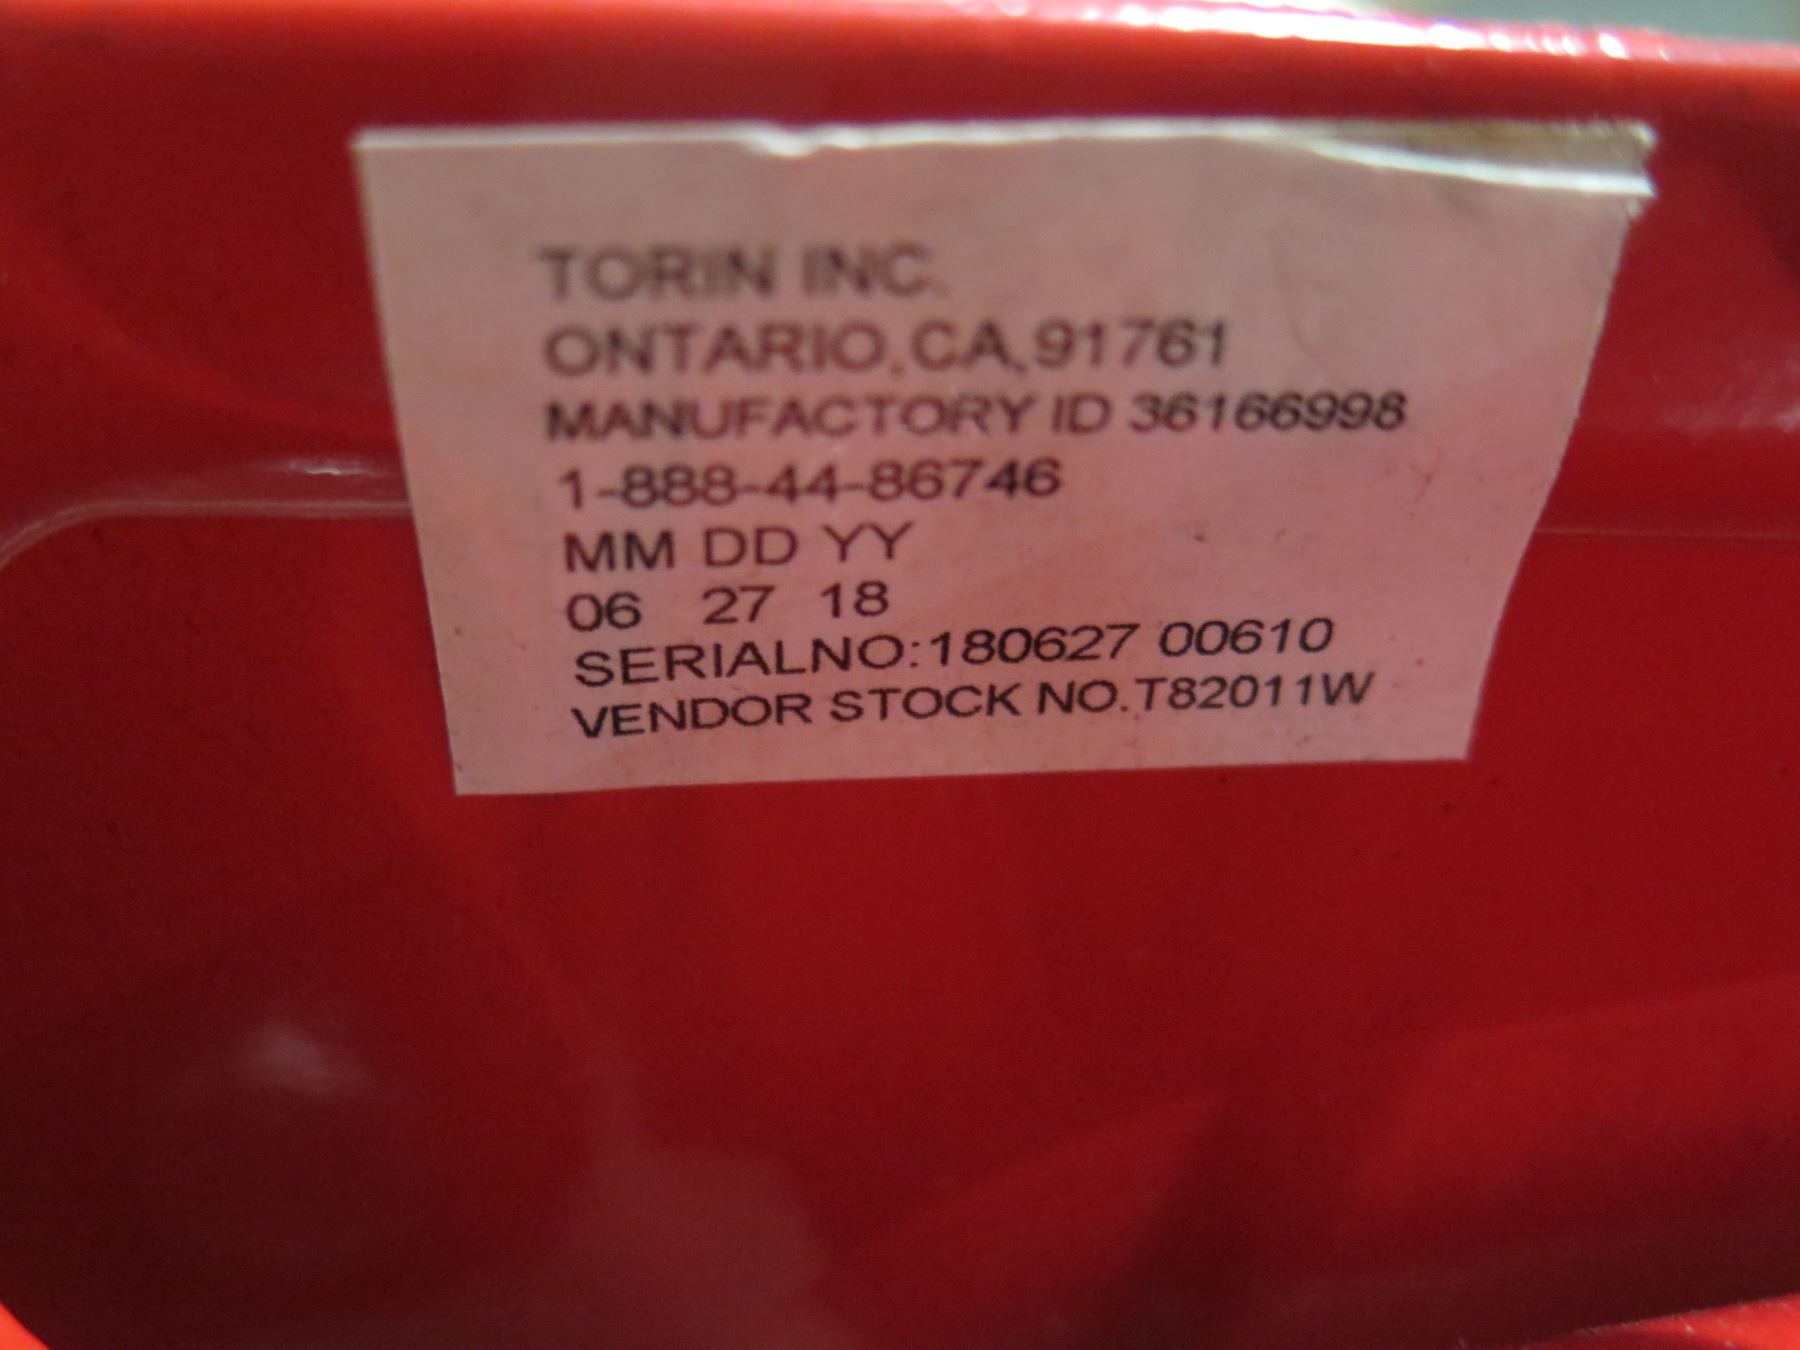 TORIN INC.
ONTARIO,CA,91761
MANUFACTORY ID 36166998
1-888-44-86746
MM DD YY
06 27 18
SERIALNO:180627 00610
VENDOR STOCK NO.T82011W